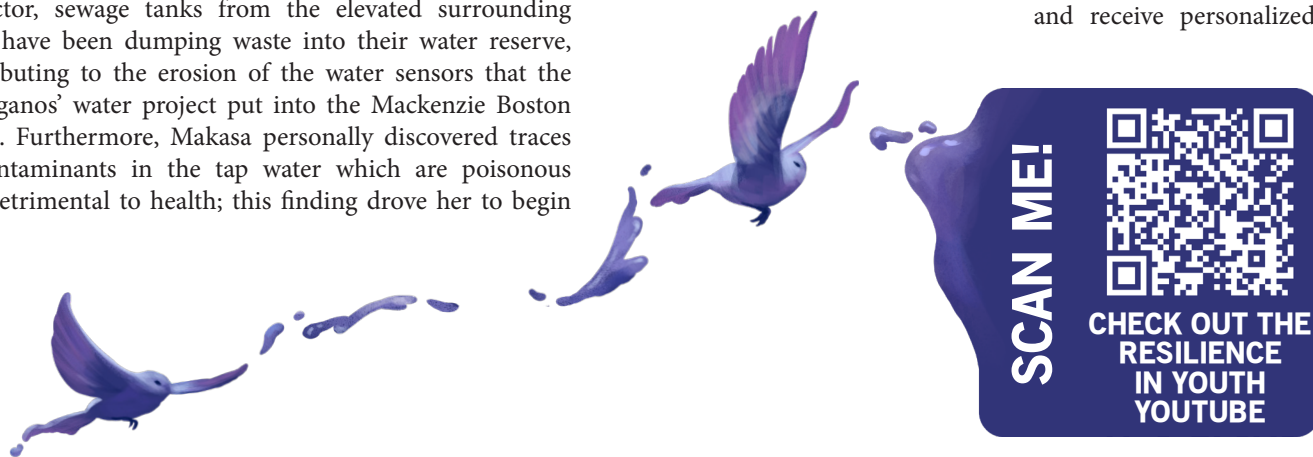 ctor, sewage tanks from the elevated surrounding
have been dumping waste into their water reserve,
buting to the erosion of the water sensors that the
ganos’ water project put into the Mackenzie Boston
. Furthermore, Makasa personally discovered traces
ntaminants in the tap water which are poisonous
etrimental to health; this finding drove her to begin
and receive personalized
SCAN ME!
CHECK OUT THE
RESILIENCE
IN YOUTH
YOUTUBE